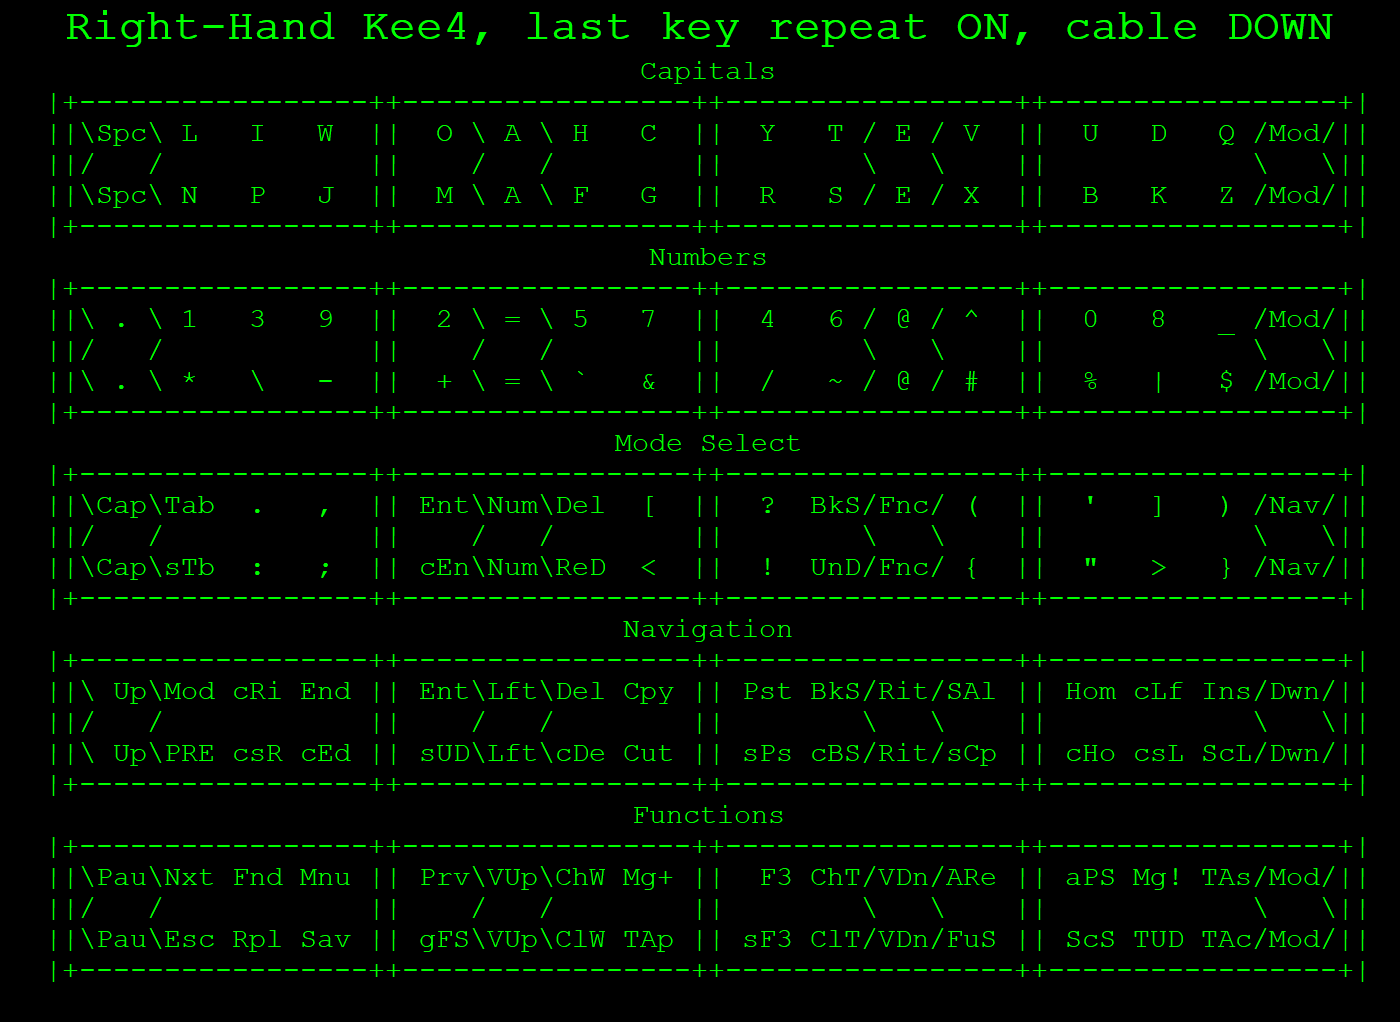 Right-Hand Kee4, last key repeat ON, cable DOWN
Capitals
|+-----------------++-----------------++-----------------++-----------------+|
||\Spc\ L   I   W  ||  O \ A \ H   C  ||  Y   T / E / V  ||  U   D   Q /Mod/||
||/   /            ||    /   /        ||        \   \    ||            \   \||
||\Spc\ N   P   J  ||  M \ A \ F   G  ||  R   S / E / X  ||  B   K   Z /Mod/||
|+-----------------++-----------------++-----------------++-----------------+|
Numbers
|+-----------------++-----------------++-----------------++-----------------+|
||\ . \ 1   3   9  ||  2 \ = \ 5   7  ||  4   6 / @ / ^  ||  0   8   _ /Mod/||
||/   /            ||    /   /        ||        \   \    ||            \   \||
||\ . \ *   \   -  ||  + \ = \ `   &  ||  /   ~ / @ / #  ||  %   |   $ /Mod/||
|+-----------------++-----------------++-----------------++-----------------+|
Mode Select
|+-----------------++-----------------++-----------------++-----------------+|
||\Cap\Tab  .   ,  || Ent\Num\Del  [  ||  ?  BkS/Fnc/ (  ||  '   ]   ) /Nav/||
||/   /            ||    /   /        ||        \   \    ||            \   \||
||\Cap\sTb  :   ;  || cEn\Num\ReD  <  ||  !  UnD/Fnc/ {  ||  "   >   } /Nav/||
|+-----------------++-----------------++-----------------++-----------------+|
Navigation
|+-----------------++-----------------++-----------------++-----------------+|
||\ Up\Mod cRi End || Ent\Lft\Del Cpy || Pst BkS/Rit/SAl || Hom cLf Ins/Dwn/||
||/   /            ||    /   /        ||        \   \    ||            \   \||
||\ Up\PRE csR cEd || sUD\Lft\cDe Cut || sPs cBS/Rit/sCp || cHo csL ScL/Dwn/||
|+-----------------++-----------------++-----------------++-----------------+|
Functions
|+-----------------++-----------------++-----------------++-----------------+|
||\Pau\Nxt Fnd Mnu || Prv\VUp\ChW Mg+ ||  F3 ChT/VDn/ARe || aPS Mg! TAs/Mod/||
||/   /            ||    /   /        ||        \   \    ||            \   \||
||\Pau\Esc Rpl Sav || gFS\VUp\ClW TAp || sF3 ClT/VDn/FuS || ScS TUD TAc/Mod/||
|+-----------------++-----------------++-----------------++-----------------+|